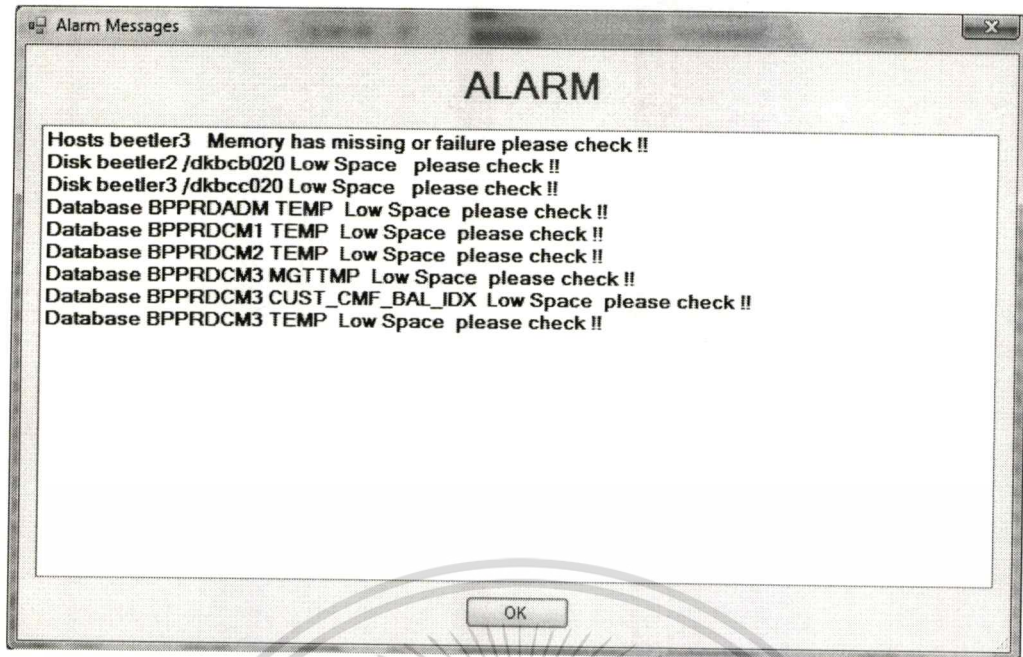 Alarm Messages
ALARM
Hosts beetler3 Memory has missing or failure please check !!
Disk beetler2 /dkbcb020 Low Space please check !!
Disk beetler3 /dkbcc020 Low Space please check !!
Database BPPRDADM TEMP Low Space please check !!
Database BPPRDCM1 TEMP Low Space please check !!
Database BPPRDCM2 TEMP Low Space please check !!
Database BPPRDCM3 MGTTMP Low Space please check !!
Database BPPRDCM3 CUST_CMF_BAL_IDX Low Space please check !!
Database BPPRDCM3 TEMP Low Space please check !!
OK